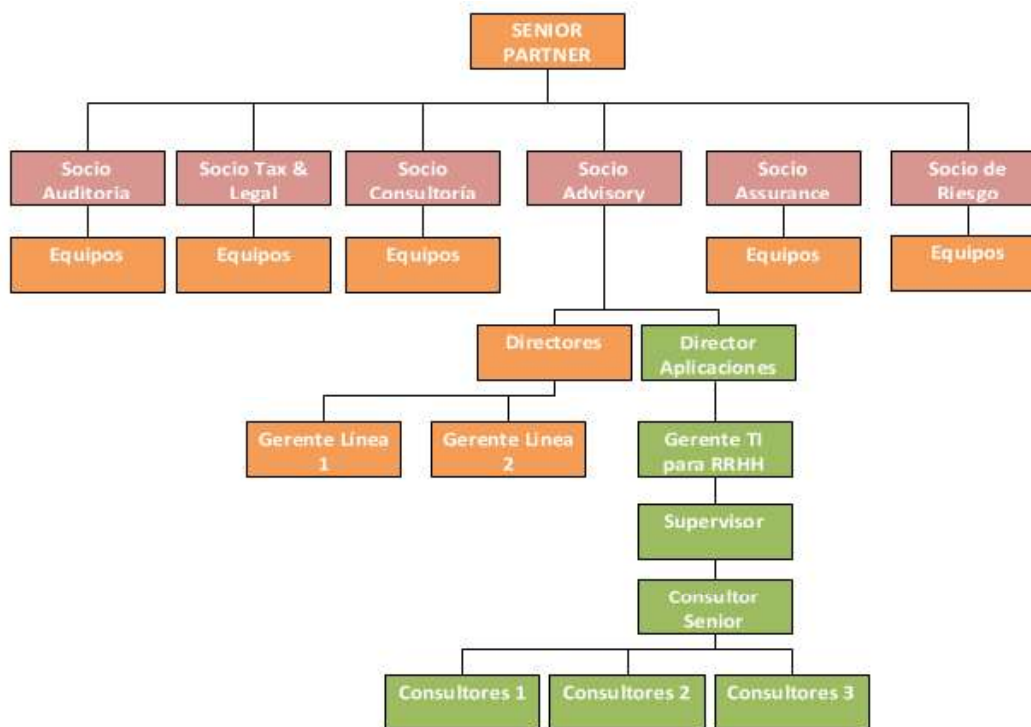 SENIOR
PARTNER
Socio
Auditoria
Socio Tax &
Legal
Socio
Consultoría
Socio
Advisory
Socio
Assurance
Socio de
Riesgo
Equipos
Equipos
Equipos
Equipos
Equipos
Directores
Director
Aplicaciones
Gerente Línea
1
Gerente Linea
2
Gerente TI
para RRHH
Supervisor
Consultor
Senior
Consultores 1
Consultores 2
Consultores 3